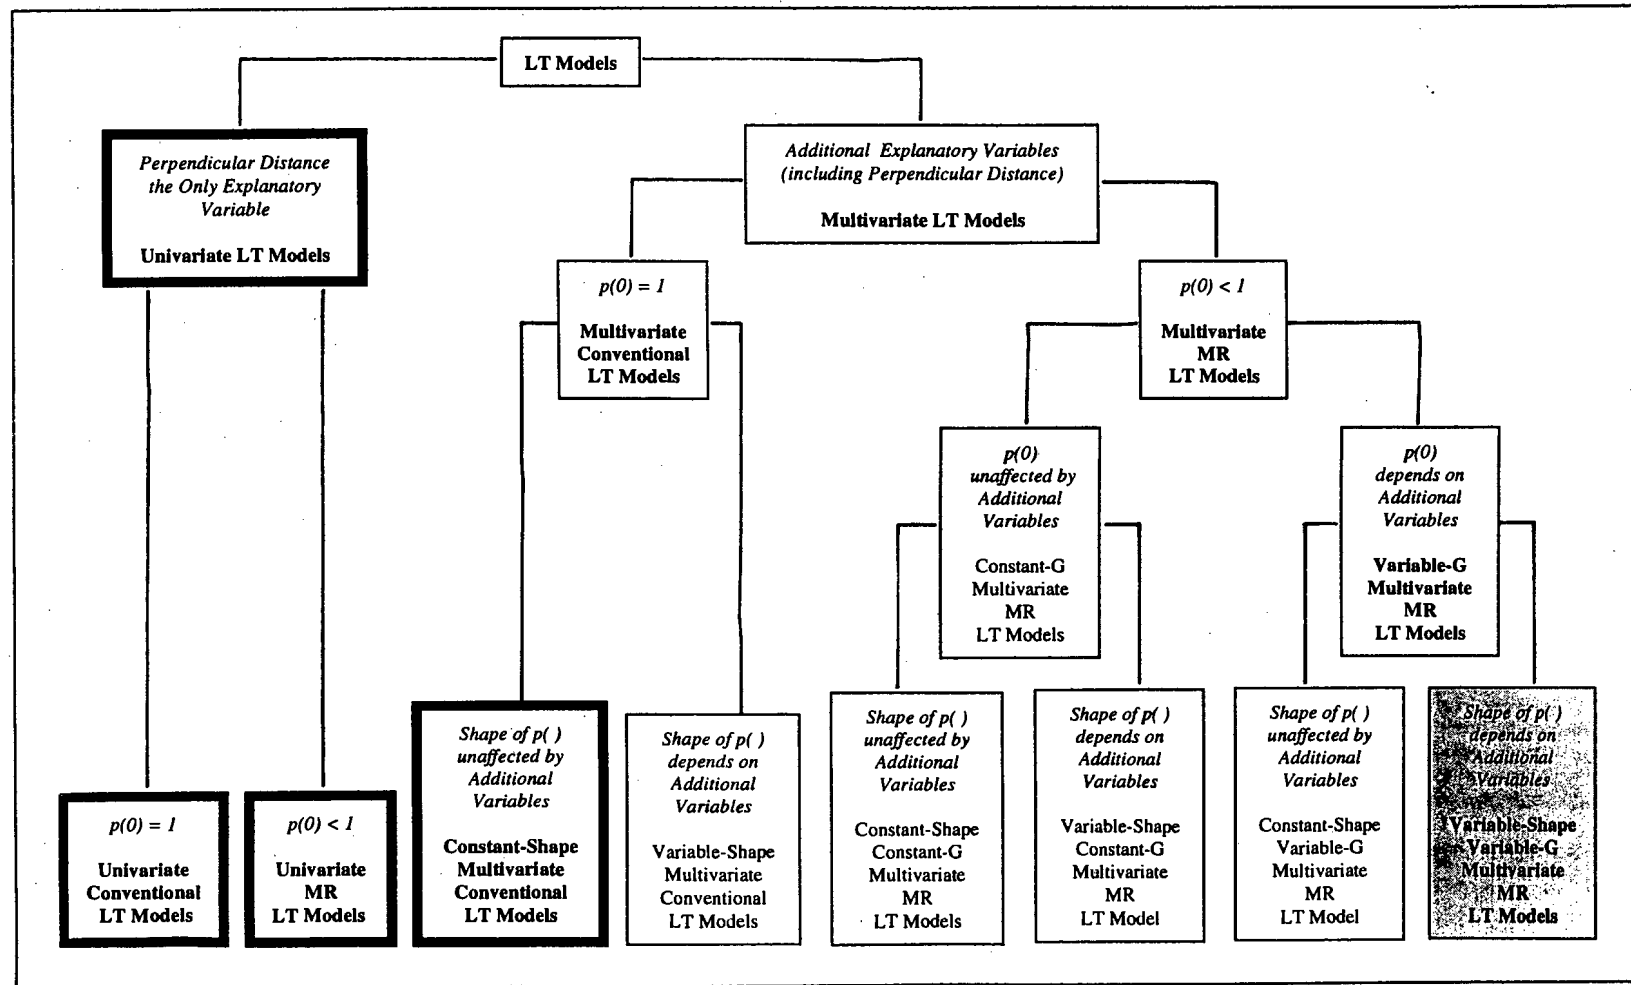 LT Models
Perpendicular Distance
the Only Explanatory
Variable
Univariate LT Models
Additional Explanatory Variables
(including Perpendicular Distance)
Multivariate LT Models
p(0) = 1
Multivariate
Conventional
LT Models
p(0) < 1
Multivariate
MR
LT Models
p(0)
unaffected by
Additional
Variables
Constant-G
Multivariate
MR
LT Models
p(0)
depends on
Additional
Variables
Variable-G
Multivariate
MR
LT Models
p(0) = 1
Univariate
Conventional
LT Models
p(0) < 1
Univariate
MR
LT Models
Shape of p( )
unaffected by
Additional
Variables
Constant-Shape
Multivariate
Conventional
LT Models
Shape of p( )
depends on
Additional
Variables
Variable-Shape
Multivariate
Conventional
LT Models
Shape of p( )
unaffected by
Additional
Variables
Constant-Shape
Constant-G
Multivariate
MR
LT Models
Shape of p( )
depends on
Additional
Variables
Variable-Shape
Constant-G
Multivariate
MR
LT Model
Shape of p( )
unaffected by
Additional
Variables
Constant-Shape
Variable-G
Multivariate
MR
LT Model
Shape of p( )
depends on
Additional
Variables
Variable-Shape
Variable-G
Multivariate
MR
LT Models